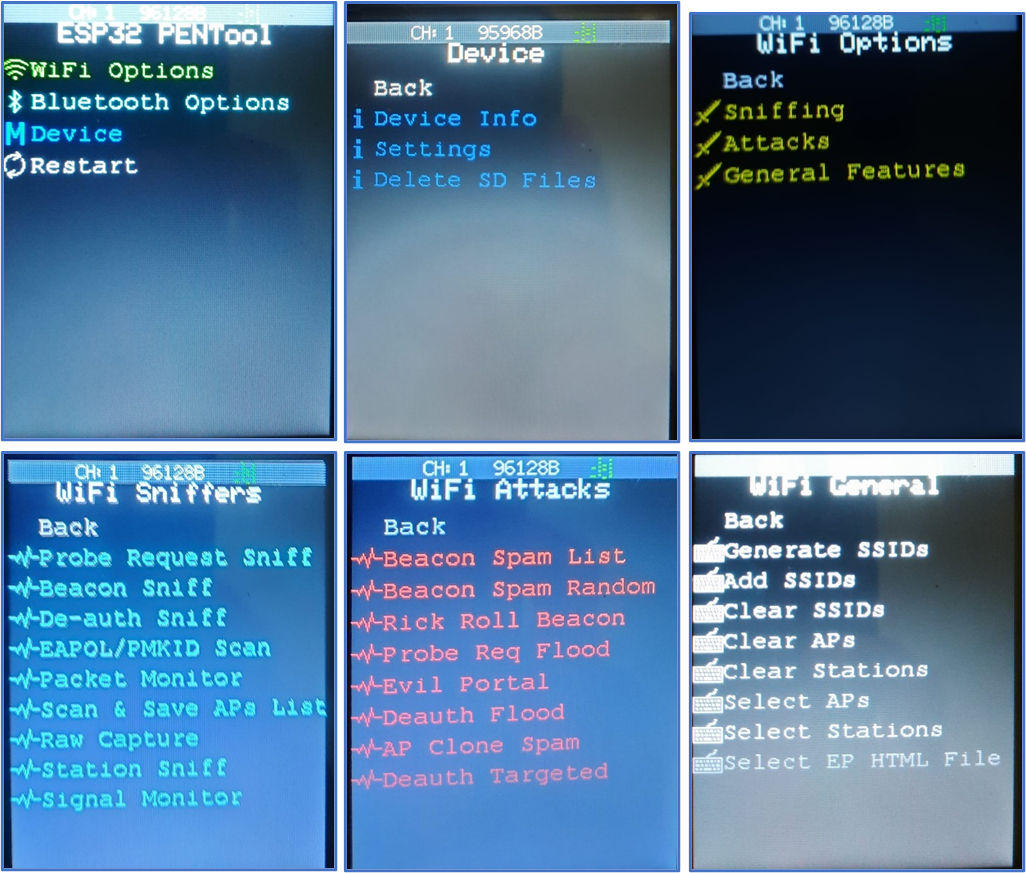 CH: 1 96128B
ESP32 PENTool
WiFi Options
Bluetooth Options
Device
Restart
CH: 1 95968B
Device
Back
Device Info
Settings
Delete SD Files
CH: 1 96128B
WiFi Options
Back
Sniffing
Attacks
General Features
CH: 1 96128B
WiFi Sniffers
Back
Probe Request Sniff
Beacon Sniff
De-auth Sniff
EAPOL/PMKID Scan
Packet Monitor
Scan & Save APs List
Raw Capture
Station Sniff
Signal Monitor
CH: 1 96128B
WiFi Attacks
Back
Beacon Spam List
Beacon Spam Random
Rick Roll Beacon
Probe Req Flood
Evil Portal
Deauth Flood
AP Clone Spam
Deauth Targeted
WiFi General
Back
Generate SSIDs
Add SSIDs
Clear SSIDs
Clear APs
Clear Stations
Select APs
Select Stations
Select EP HTML File